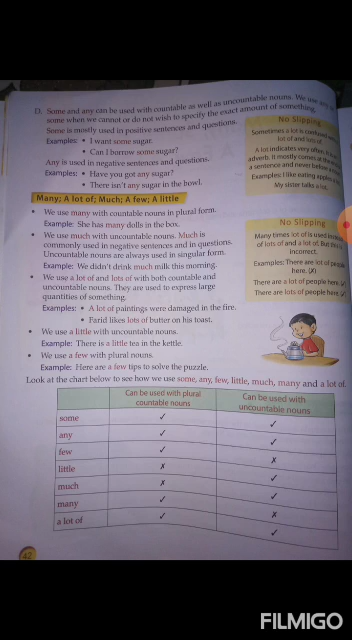 D. Some and any can be used with countable as well as uncountable nouns. We use any or
some when we cannot or do not wish to specify the exact amount of something.
Some is mostly used in positive sentences and questions.
Examples: • I want some sugar.
• Can I borrow some sugar?
Any is used in negative sentences and questions.
Examples: • Have you got any sugar?
• There isn't any sugar in the bowl.
No Slipping
Sometimes a lot is confused with
lot of and lots of.
A lot indicates very often
adverb. It mostly comes at the end
a sentence and never before
Examples: I like eating apples a lot.
My sister talks a lot.
Many; A lot of; Much; A few; A little
• We use many with countable nouns in plural form.
Example: She has many dolls in the box.
• We use much with uncountable nouns. Much is
commonly used in negative sentences and in questions.
Uncountable nouns are always used in singular form.
Example: We didn't drink much milk this morning.
• We use a lot of and lots of with both countable and
uncountable nouns. They are used to express large
quantities of something.
Examples: • A lot of paintings were damaged in the fire.
• Farid likes lots of butter on his toast.
• We use a little with uncountable nouns.
Example: There is a little tea in the kettle.
• We use a few with plural nouns.
Example: Here are a few tips to solve the puzzle.
No Slipping
Many times lot of is used in
of lots of and a lot of. But this is
incorrect.
Examples: There are lot of people
here. (✗)
There are a lot of people here. ✓
There are lots of people here. ✓
Look at the chart below to see how we use some, any, few, little, much, many and a lot of.
Can be used with plural countable nouns Can be used with uncountable nouns
some ✓ ✓
any ✓ ✓
few ✓ ✗
little ✗ ✓
much ✗ ✓
many ✓ ✗
a lot of ✓ ✓
42
FILMIGO